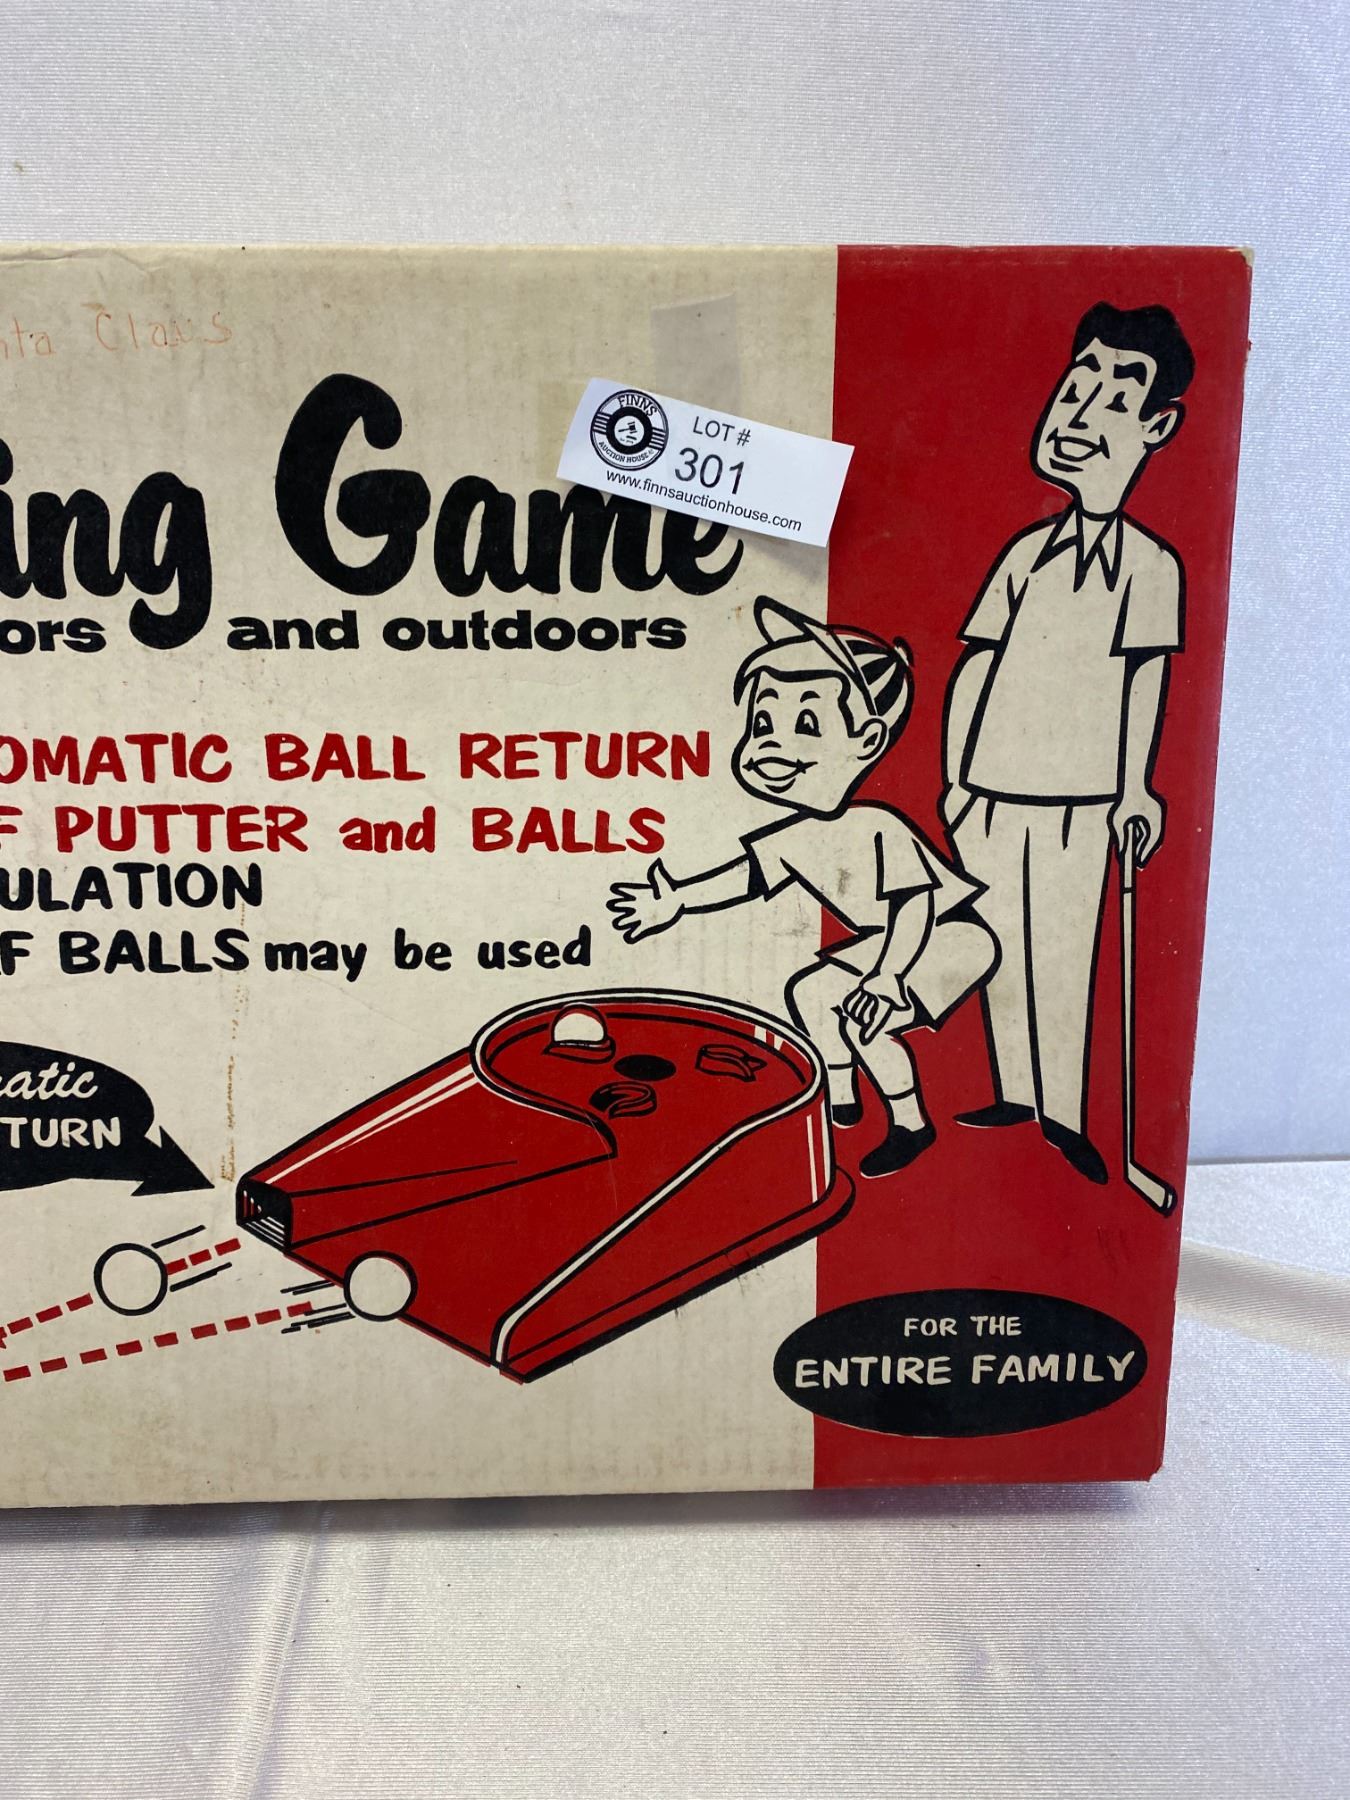 Claus
FINNS
AUCTION HOUSE
LOT #
301
www.finnsauctionhouse.com
ing Game
ors and outdoors
OMATIC BALL RETURN
F PUTTER and BALLS
ULATION
F BALLS may be used
atic
TURN
FOR THE
ENTIRE FAMILY